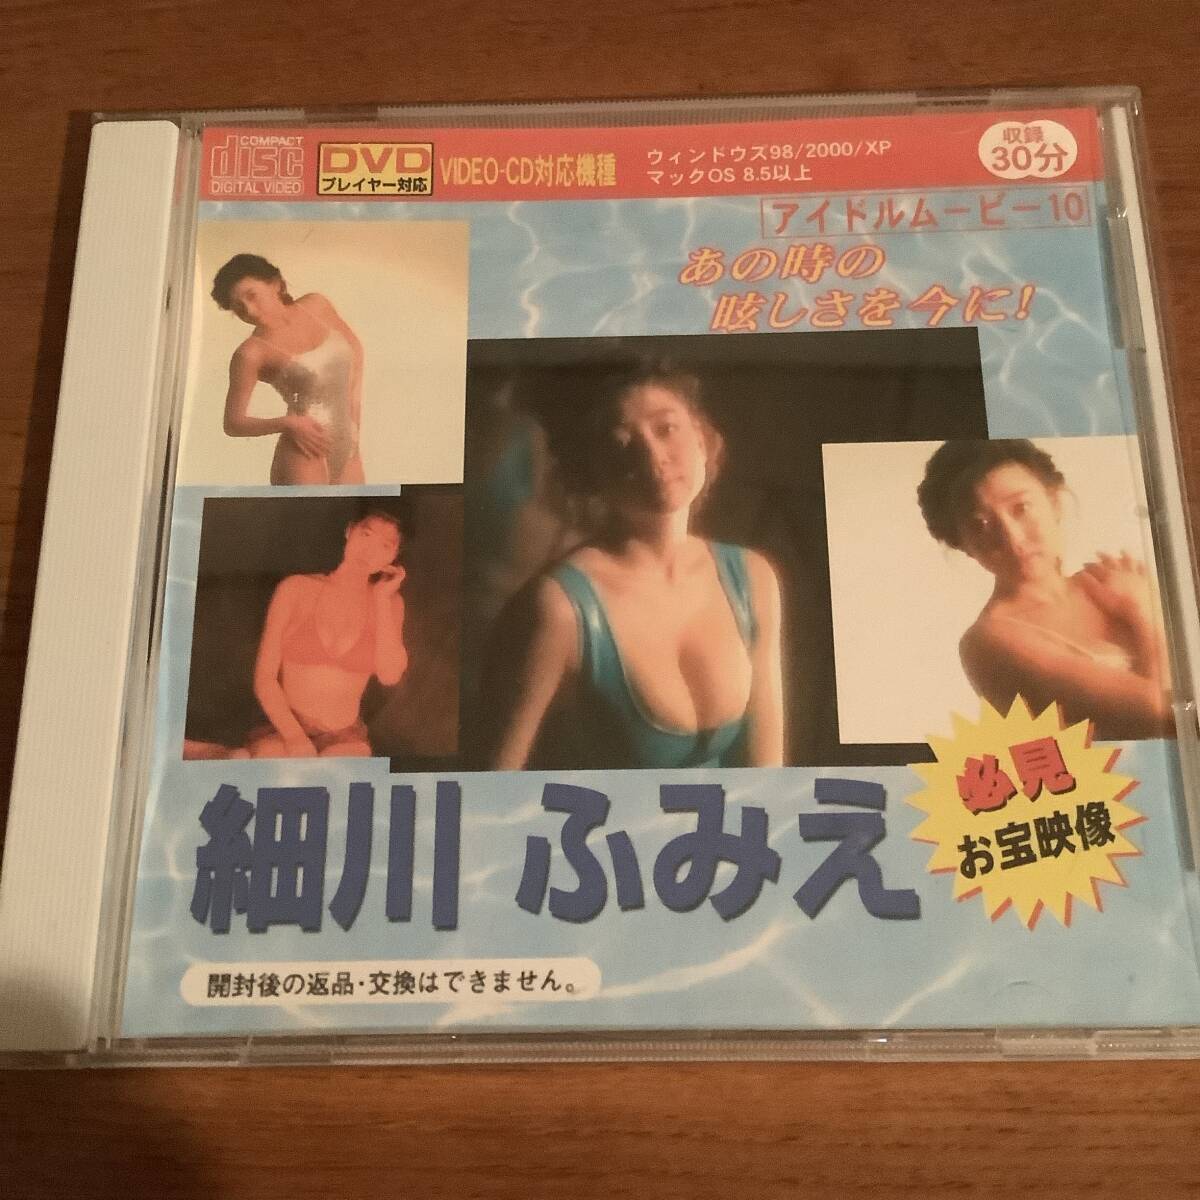 COMPACT
disc
DIGITAL VIDEO
DVD
プレイヤー対応
VIDEO-CD対応機種
ウィンドウズ98/2000/XP
マックOS 8.5以上
収録
30分
アイドルムービー10
あの時の
眩しさを今に!
細川 ふみえ
必見
お宝映像
開封後の返品・交換はできません。